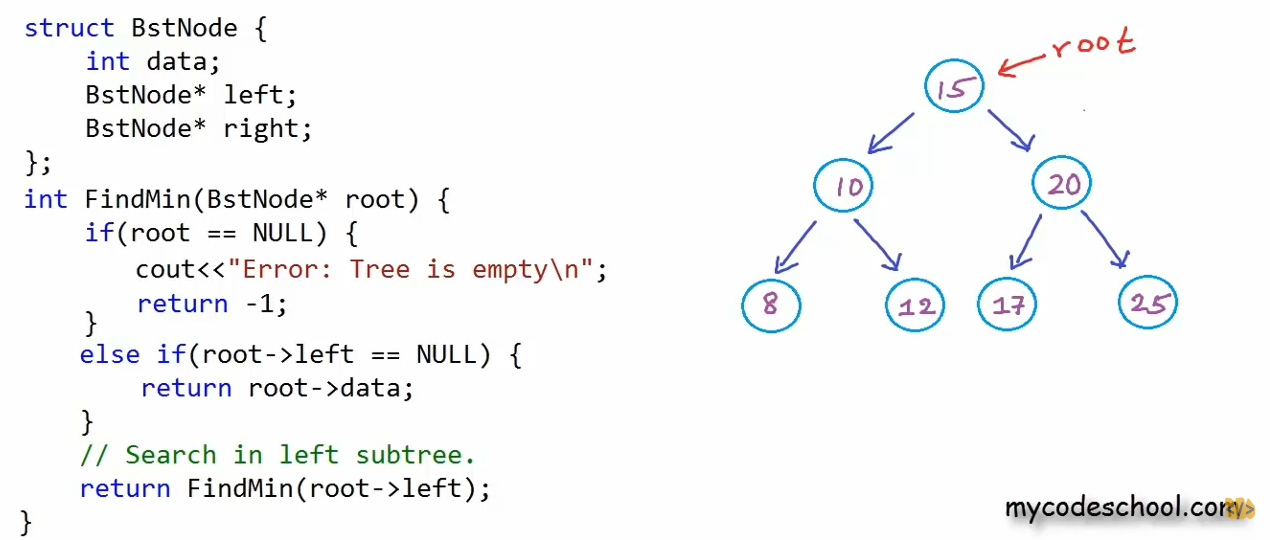 struct BstNode {
int data;
BstNode* left;
BstNode* right;
};
int FindMin(BstNode* root) {
if(root == NULL) {
cout<<"Error: Tree is empty\n";
return -1;
}
else if(root->left == NULL) {
return root->data;
}
// Search in left subtree.
return FindMin(root->left);
}
root
15
10 20
8 12 17 25
mycodeschool.com